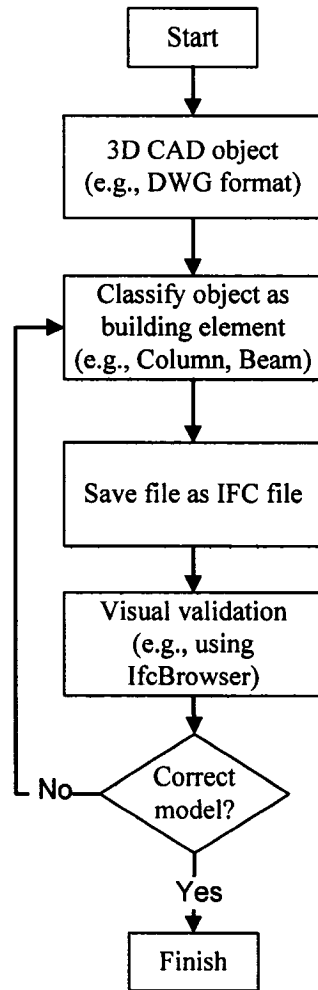 Start
3D CAD object
(e.g., DWG format)
Classify object as
building element
(e.g., Column, Beam)
Save file as IFC file
Visual validation
(e.g., using
IfcBrowser)
Correct
model?
No
Yes
Finish